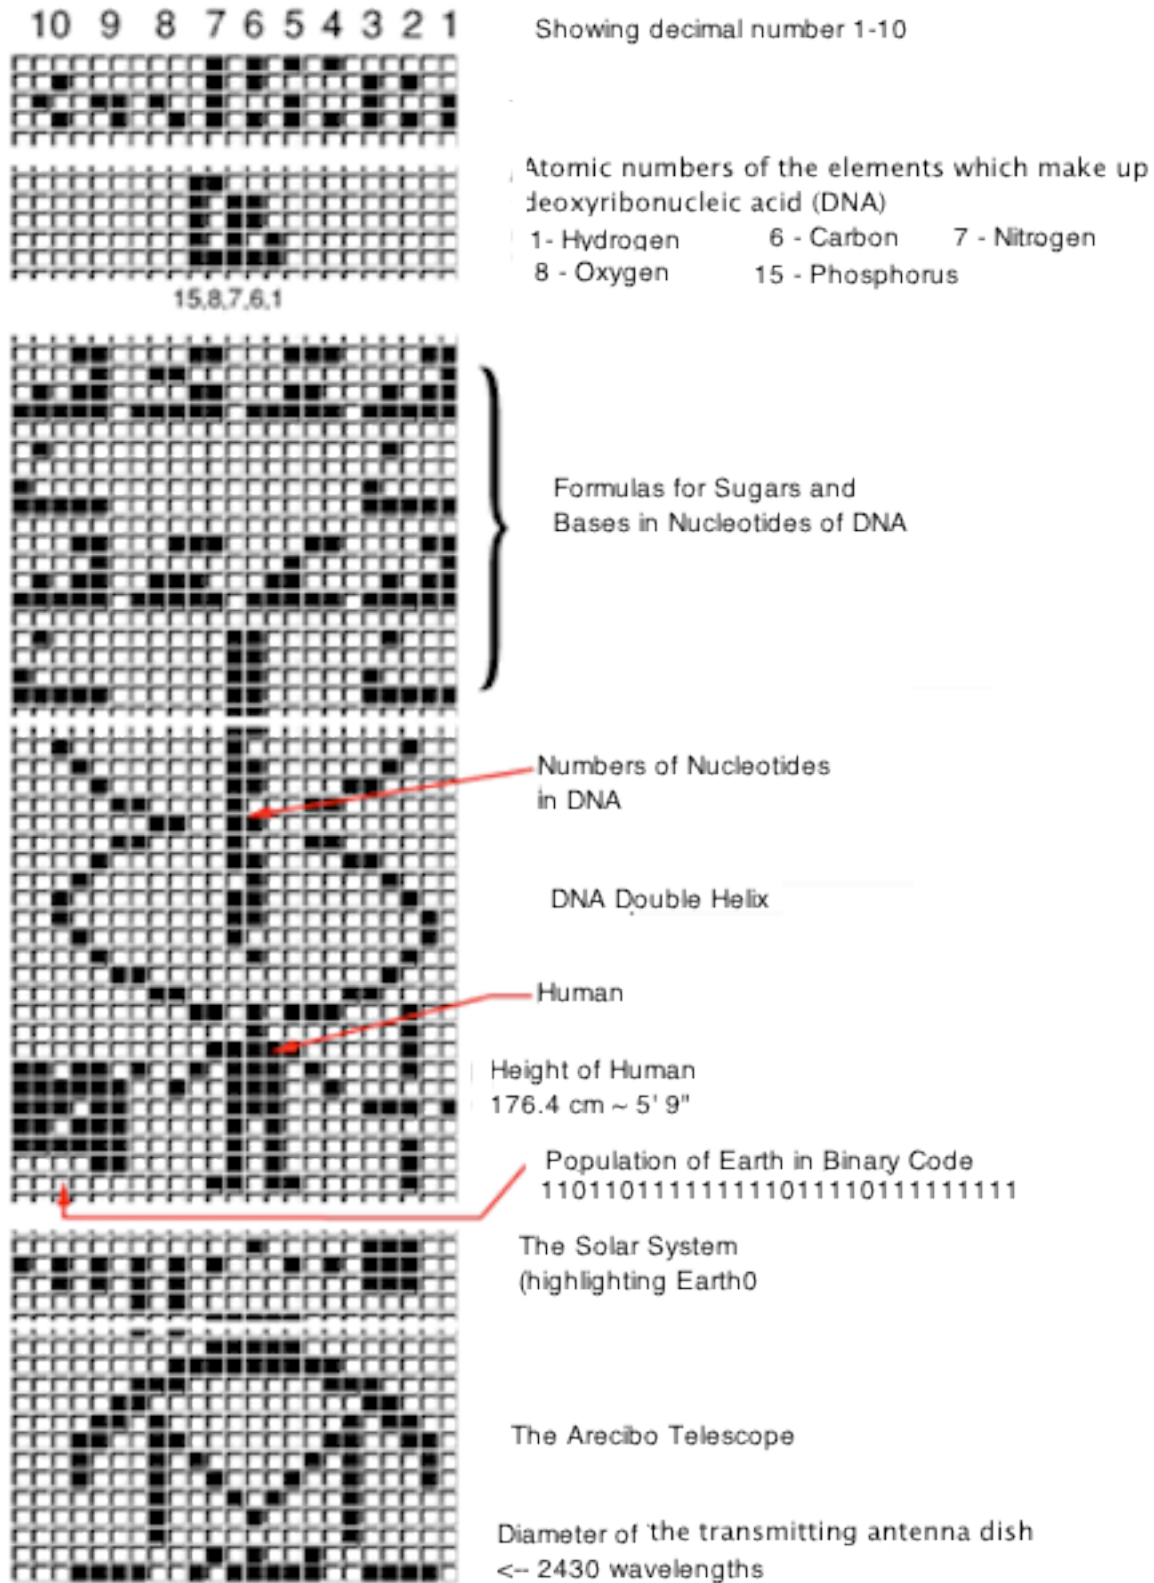 10 9 8 7 6 5 4 3 2 1
Showing decimal number 1-10
Atomic numbers of the elements which make up
deoxyribonucleic acid (DNA)
1- Hydrogen 6 - Carbon 7 - Nitrogen
8 - Oxygen 15 - Phosphorus
15,8,7,6,1
Formulas for Sugars and
Bases in Nucleotides of DNA
Numbers of Nucleotides
in DNA
DNA Double Helix
Human
Height of Human
176.4 cm ~ 5' 9"
Population of Earth in Binary Code
11011011111111110111101111111111
The Solar System
(highlighting Earth0
The Arecibo Telescope
Diameter of the transmitting antenna dish
<-- 2430 wavelengths